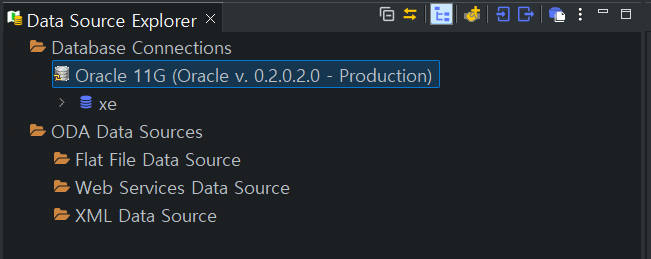 Data Source Explorer
Database Connections
Oracle 11G (Oracle v. 0.2.0.2.0 - Production)
xe
ODA Data Sources
Flat File Data Source
Web Services Data Source
XML Data Source